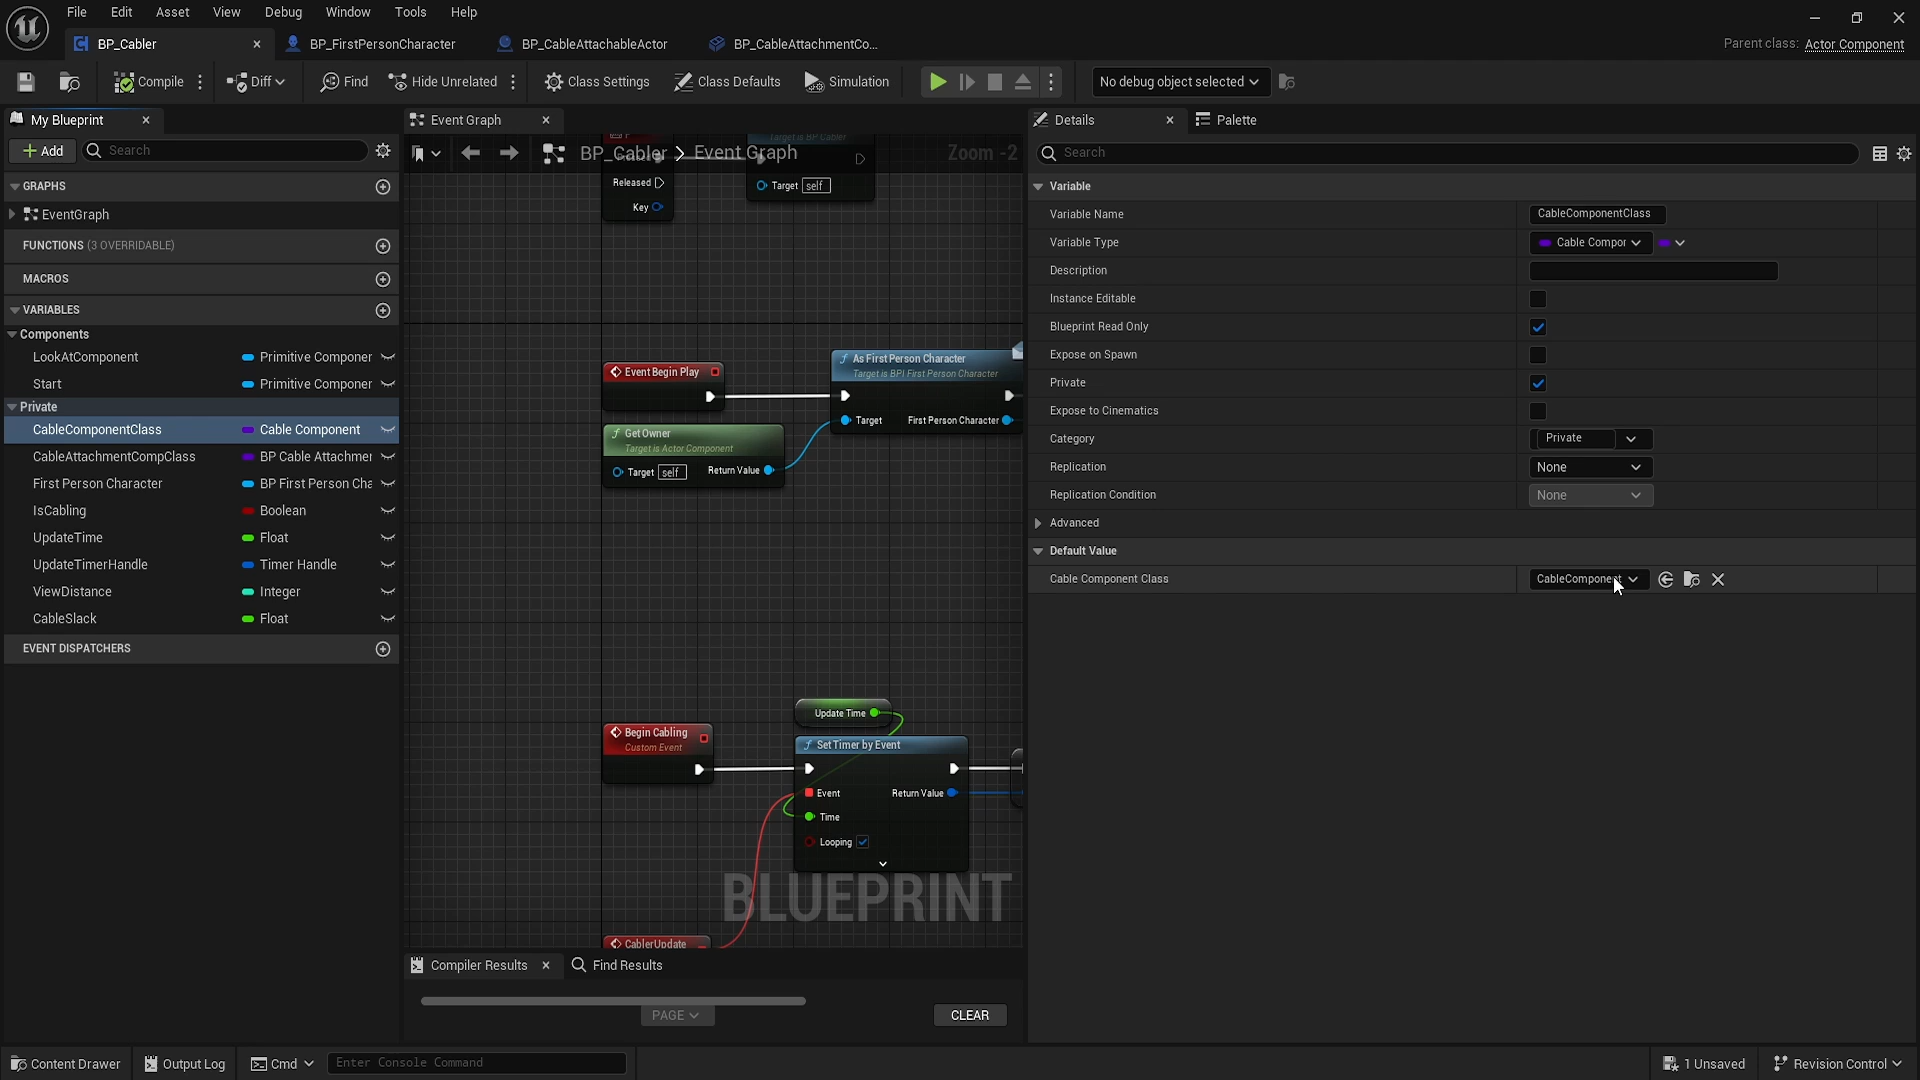 File Edit Asset View Debug Window Tools Help
BP_Cabler BP_FirstPersonCharacter BP_CableAttachableActor BP_CableAttachmentCo...
Parent class: Actor Component
Compile Diff Find Hide Unrelated Class Settings Class Defaults Simulation No debug object selected
My Blueprint
Add Search
GRAPHS
EventGraph
FUNCTIONS (3 OVERRIDABLE)
MACROS
VARIABLES
Components
LookAtComponent Primitive Componer
Start Primitive Componer
Private
CableComponentClass Cable Component
CableAttachmentCompClass BP Cable Attachmer
First Person Character BP First Person Cha
IsCabling Boolean
UpdateTime Float
UpdateTimerHandle Timer Handle
ViewDistance Integer
CableSlack Float
EVENT DISPATCHERS
Event Graph
BP_Cabler > Event Graph
Zoom -2
Target is BP Cabler
Released
Key
Target self
Event Begin Play
As First Person Character
Target is BPI First Person Character
Target First Person Character
Get Owner
Target is Actor Component
Target self Return Value
Update Time
Begin Cabling
Custom Event
Set Timer by Event
Event Return Value
Time
Looping
BLUEPRINT
CablerUpdate
Compiler Results Find Results
PAGE CLEAR
Details Palette
Search
Variable
Variable Name CableComponentClass
Variable Type Cable Compor
Description
Instance Editable
Blueprint Read Only
Expose on Spawn
Private
Expose to Cinematics
Category Private
Replication None
Replication Condition None
Advanced
Default Value
Cable Component Class CableComponent
Content Drawer Output Log Cmd Enter Console Command
1 Unsaved Revision Control